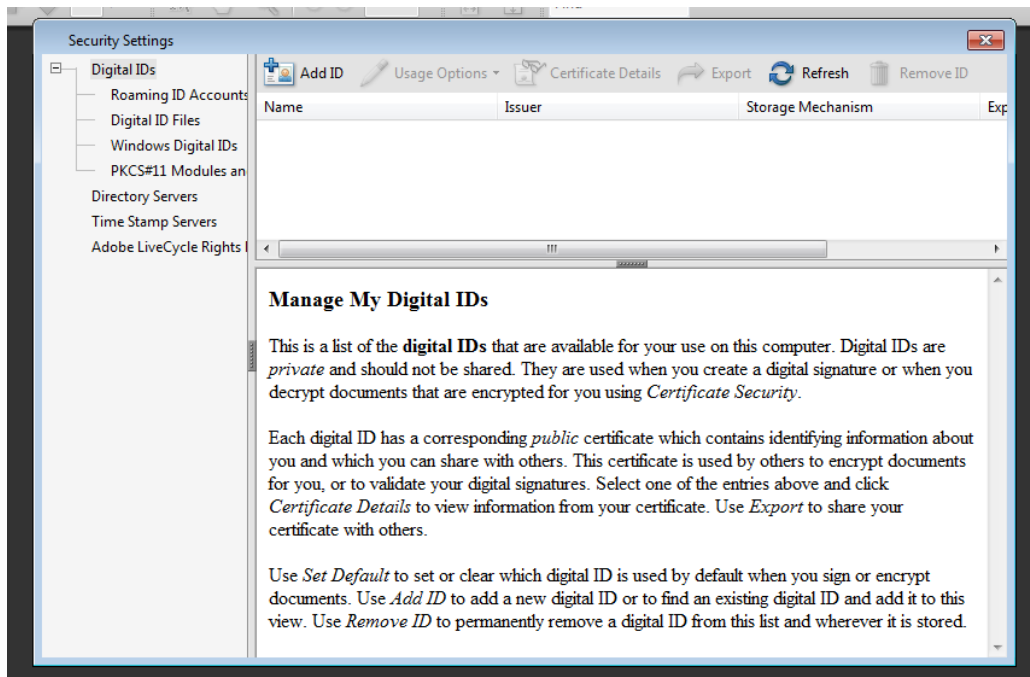 Security Settings
Digital IDs
Roaming ID Accounts
Digital ID Files
Windows Digital IDs
PKCS#11 Modules an
Directory Servers
Time Stamp Servers
Adobe LiveCycle Rights
Add ID Usage Options Certificate Details Export Refresh Remove ID
Name Issuer Storage Mechanism Exp
Manage My Digital IDs
This is a list of the digital IDs that are available for your use on this computer. Digital IDs are
private and should not be shared. They are used when you create a digital signature or when you
decrypt documents that are encrypted for you using Certificate Security.
Each digital ID has a corresponding public certificate which contains identifying information about
you and which you can share with others. This certificate is used by others to encrypt documents
for you, or to validate your digital signatures. Select one of the entries above and click
Certificate Details to view information from your certificate. Use Export to share your
certificate with others.
Use Set Default to set or clear which digital ID is used by default when you sign or encrypt
documents. Use Add ID to add a new digital ID or to find an existing digital ID and add it to this
view. Use Remove ID to permanently remove a digital ID from this list and wherever it is stored.